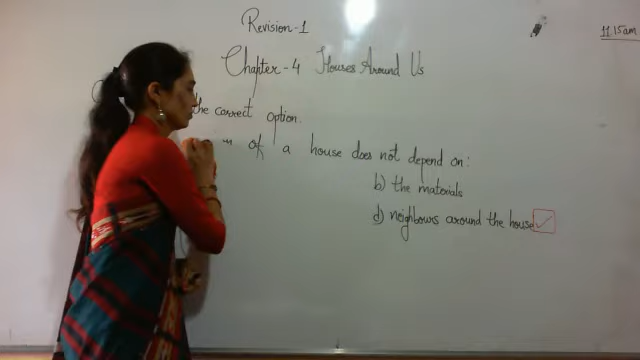 Revision-1
11:15am
Chapter-4 Houses Around Us
the correct option.
of a house does not depend on:
b) the materials
d) neighbours around the house